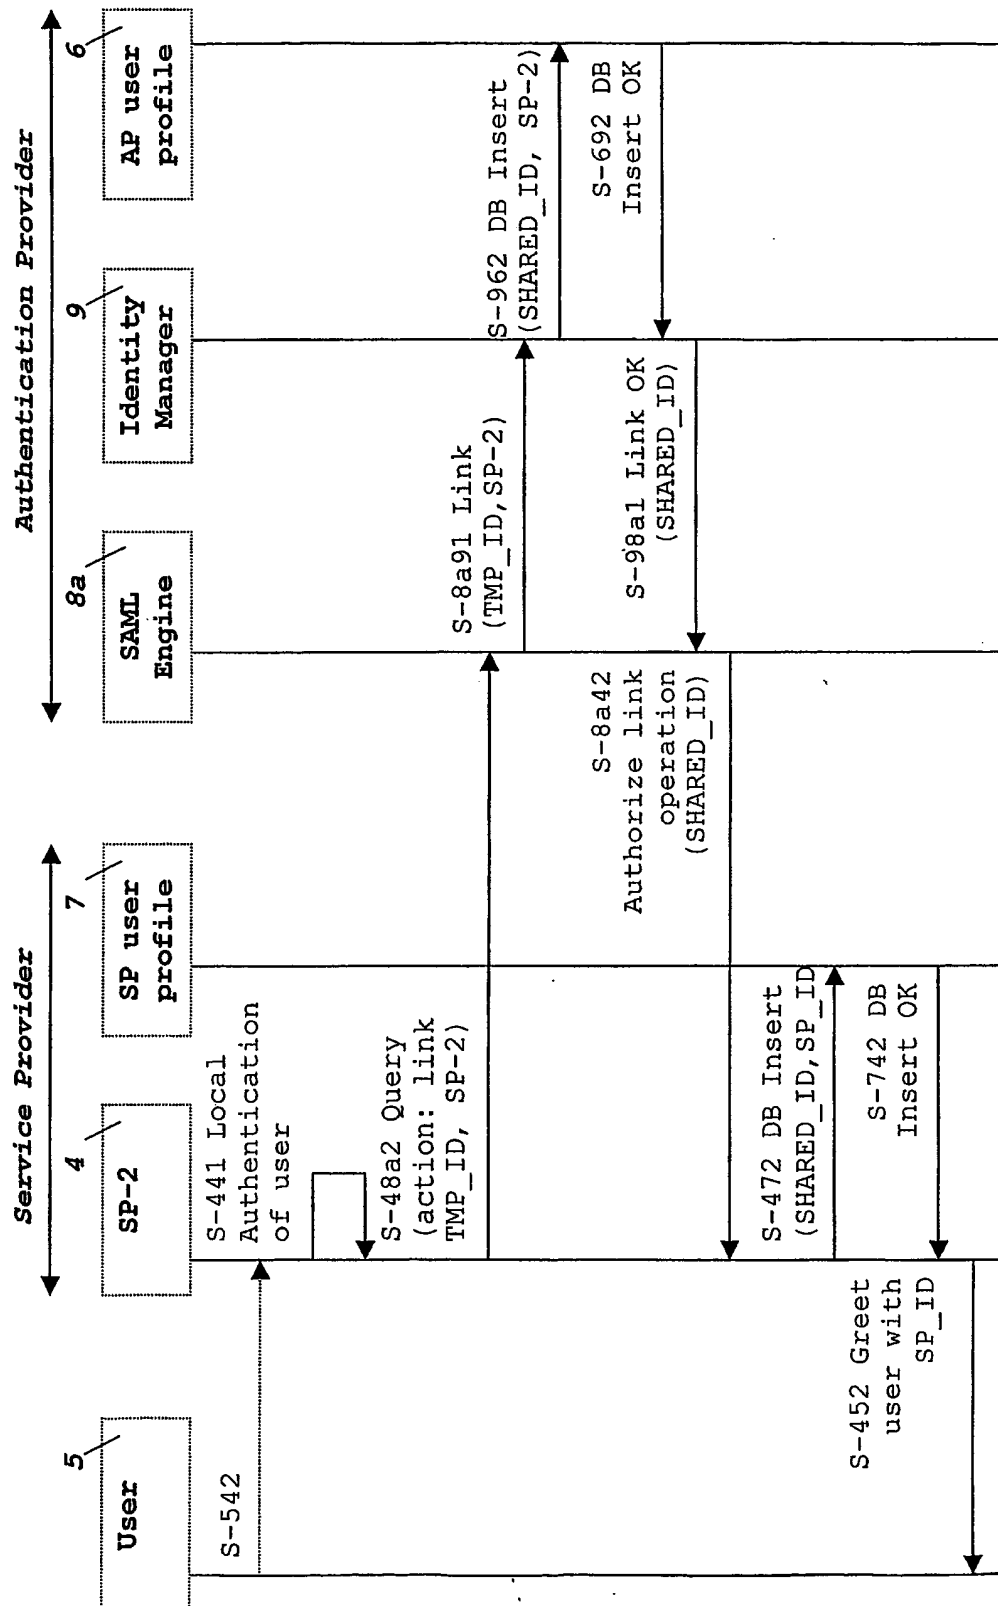 Service Provider
Authentication Provider
5
4
7
8a
9
6
User
SP-2
SP user
profile
SAML
Engine
Identity
Manager
AP user
profile
S-542
S-441 Local
Authentication
of user
S-48a2 Query
(action: link
TMP_ID, SP-2)
S-8a91 Link
(TMP_ID,SP-2)
S-962 DB Insert
(SHARED_ID, SP-2)
S-692 DB
Insert OK
S-98a1 Link OK
(SHARED_ID)
S-8a42
Authorize link
operation
(SHARED_ID)
S-472 DB Insert
(SHARED_ID,SP_ID
S-742 DB
Insert OK
S-452 Greet
user with
SP_ID